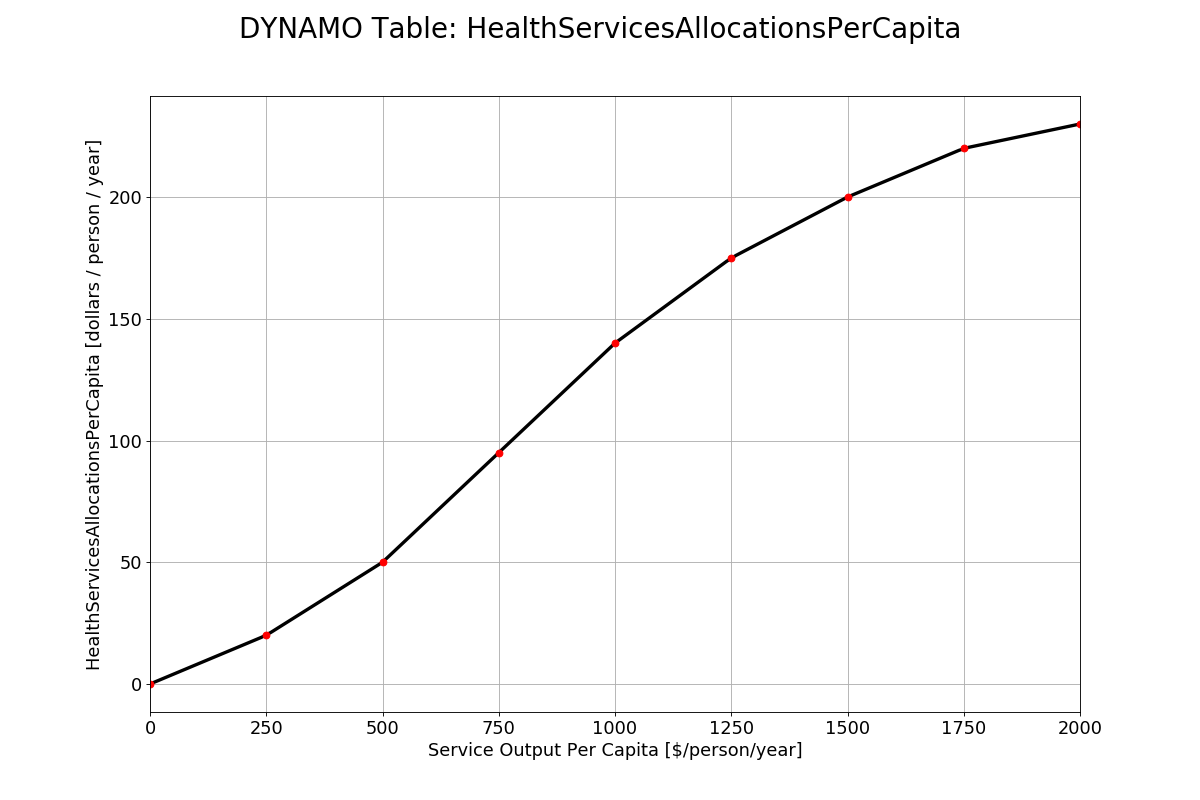 DYNAMO Table: HealthServicesAllocationsPerCapita
HealthServicesAllocationsPerCapita [dollars / person / year]
200
150
100
50
0
0 250 500 750 1000 1250 1500 1750 2000
Service Output Per Capita [$/person/year]